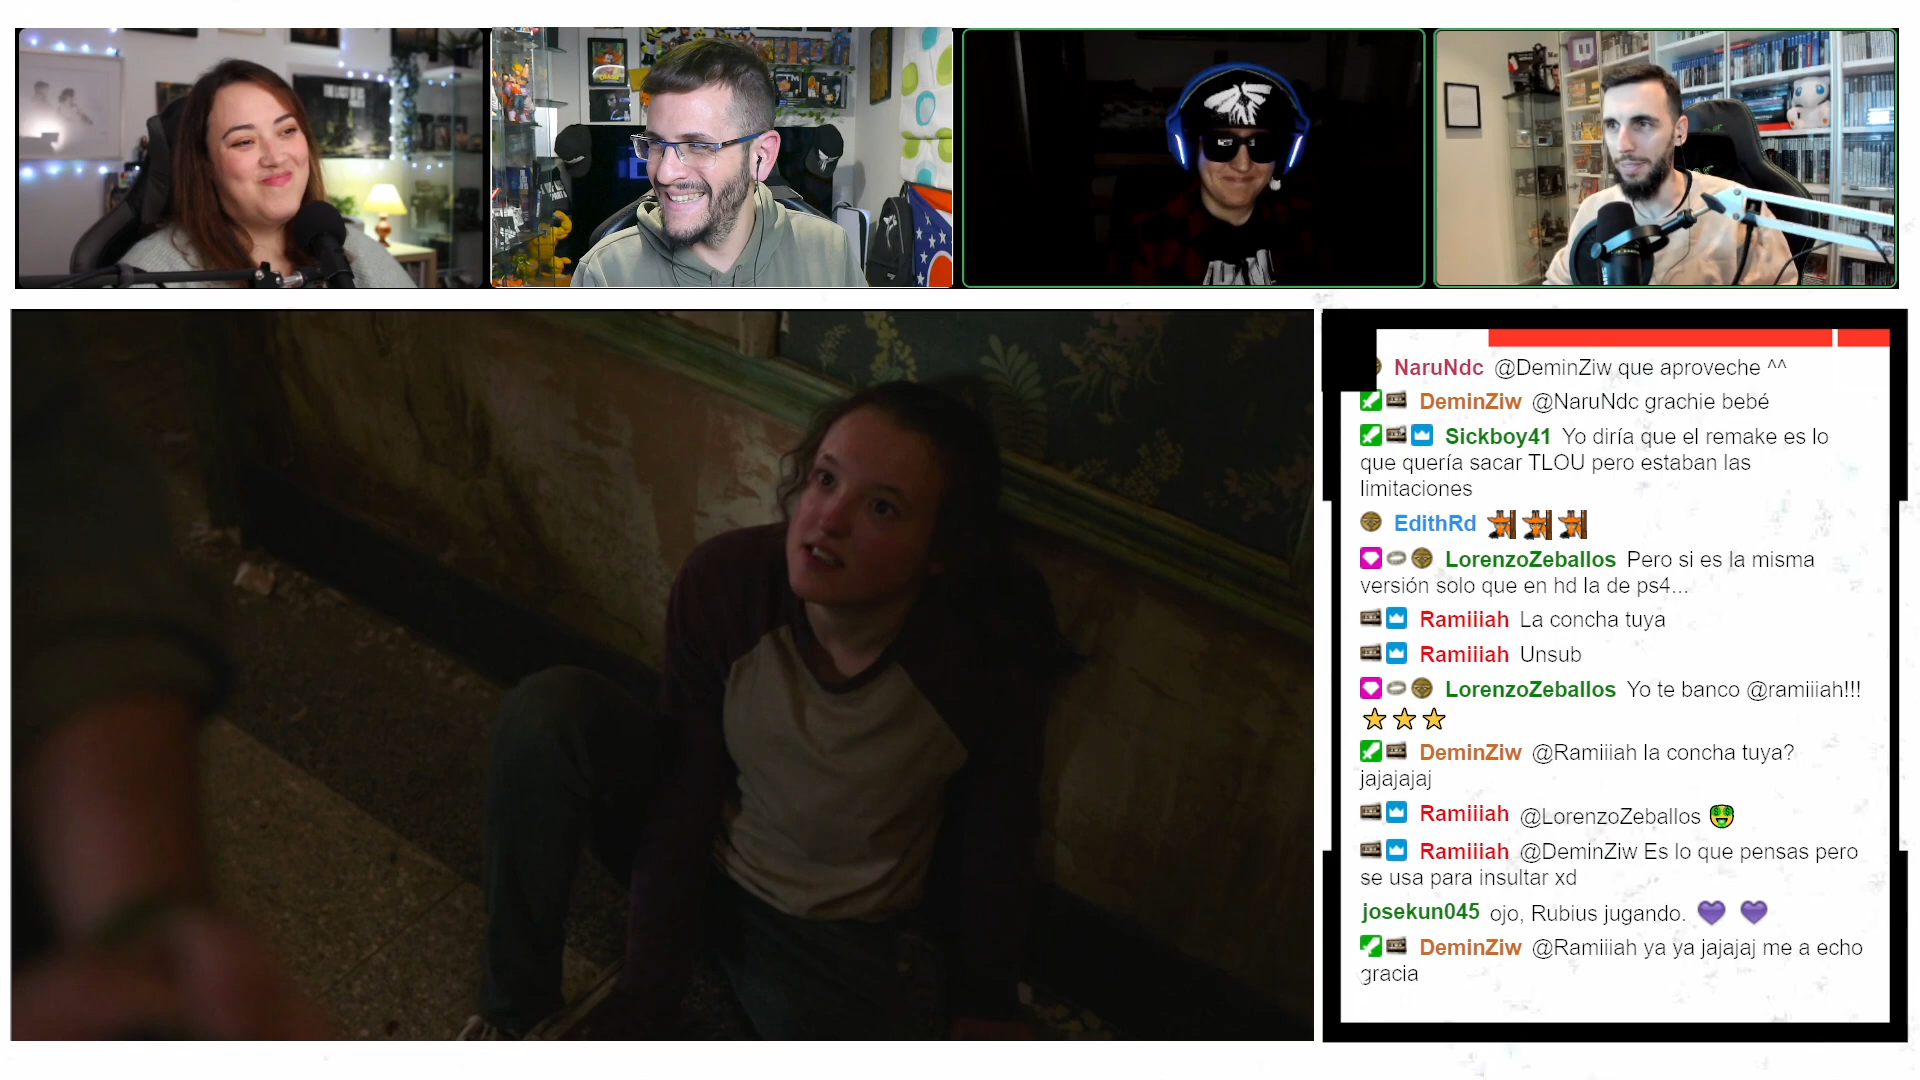 NaruNdc @DeminZiw que aproveche ^^
DeminZiw @NaruNdc grachie bebé
Sickboy41 Yo diría que el remake es lo
que quería sacar TLOU pero estaban las
limitaciones
EdithRd
LorenzoZeballos Pero si es la misma
versión solo que en hd la de ps4...
Ramiiiah La concha tuya
Ramiiiah Unsub
LorenzoZeballos Yo te banco @ramiiiah!!!
DeminZiw @Ramiiiah la concha tuya?
jajajajaj
Ramiiiah @LorenzoZeballos
Ramiiiah @DeminZiw Es lo que pensas pero
se usa para insultar xd
josekun045 ojo, Rubius jugando.
DeminZiw @Ramiiiah ya ya jajajaj me a echo
gracia